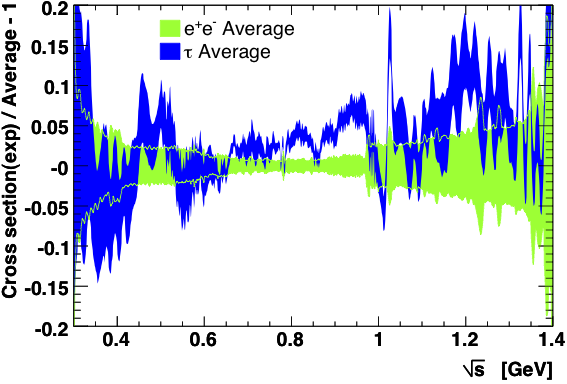 Cross section(exp) / Average - 1
0.2
0.15
0.1
0.05
-0
-0.05
-0.1
-0.15
-0.2
e⁺e⁻ Average
τ Average
0.4 0.6 0.8 1 1.2 1.4
√s [GeV]